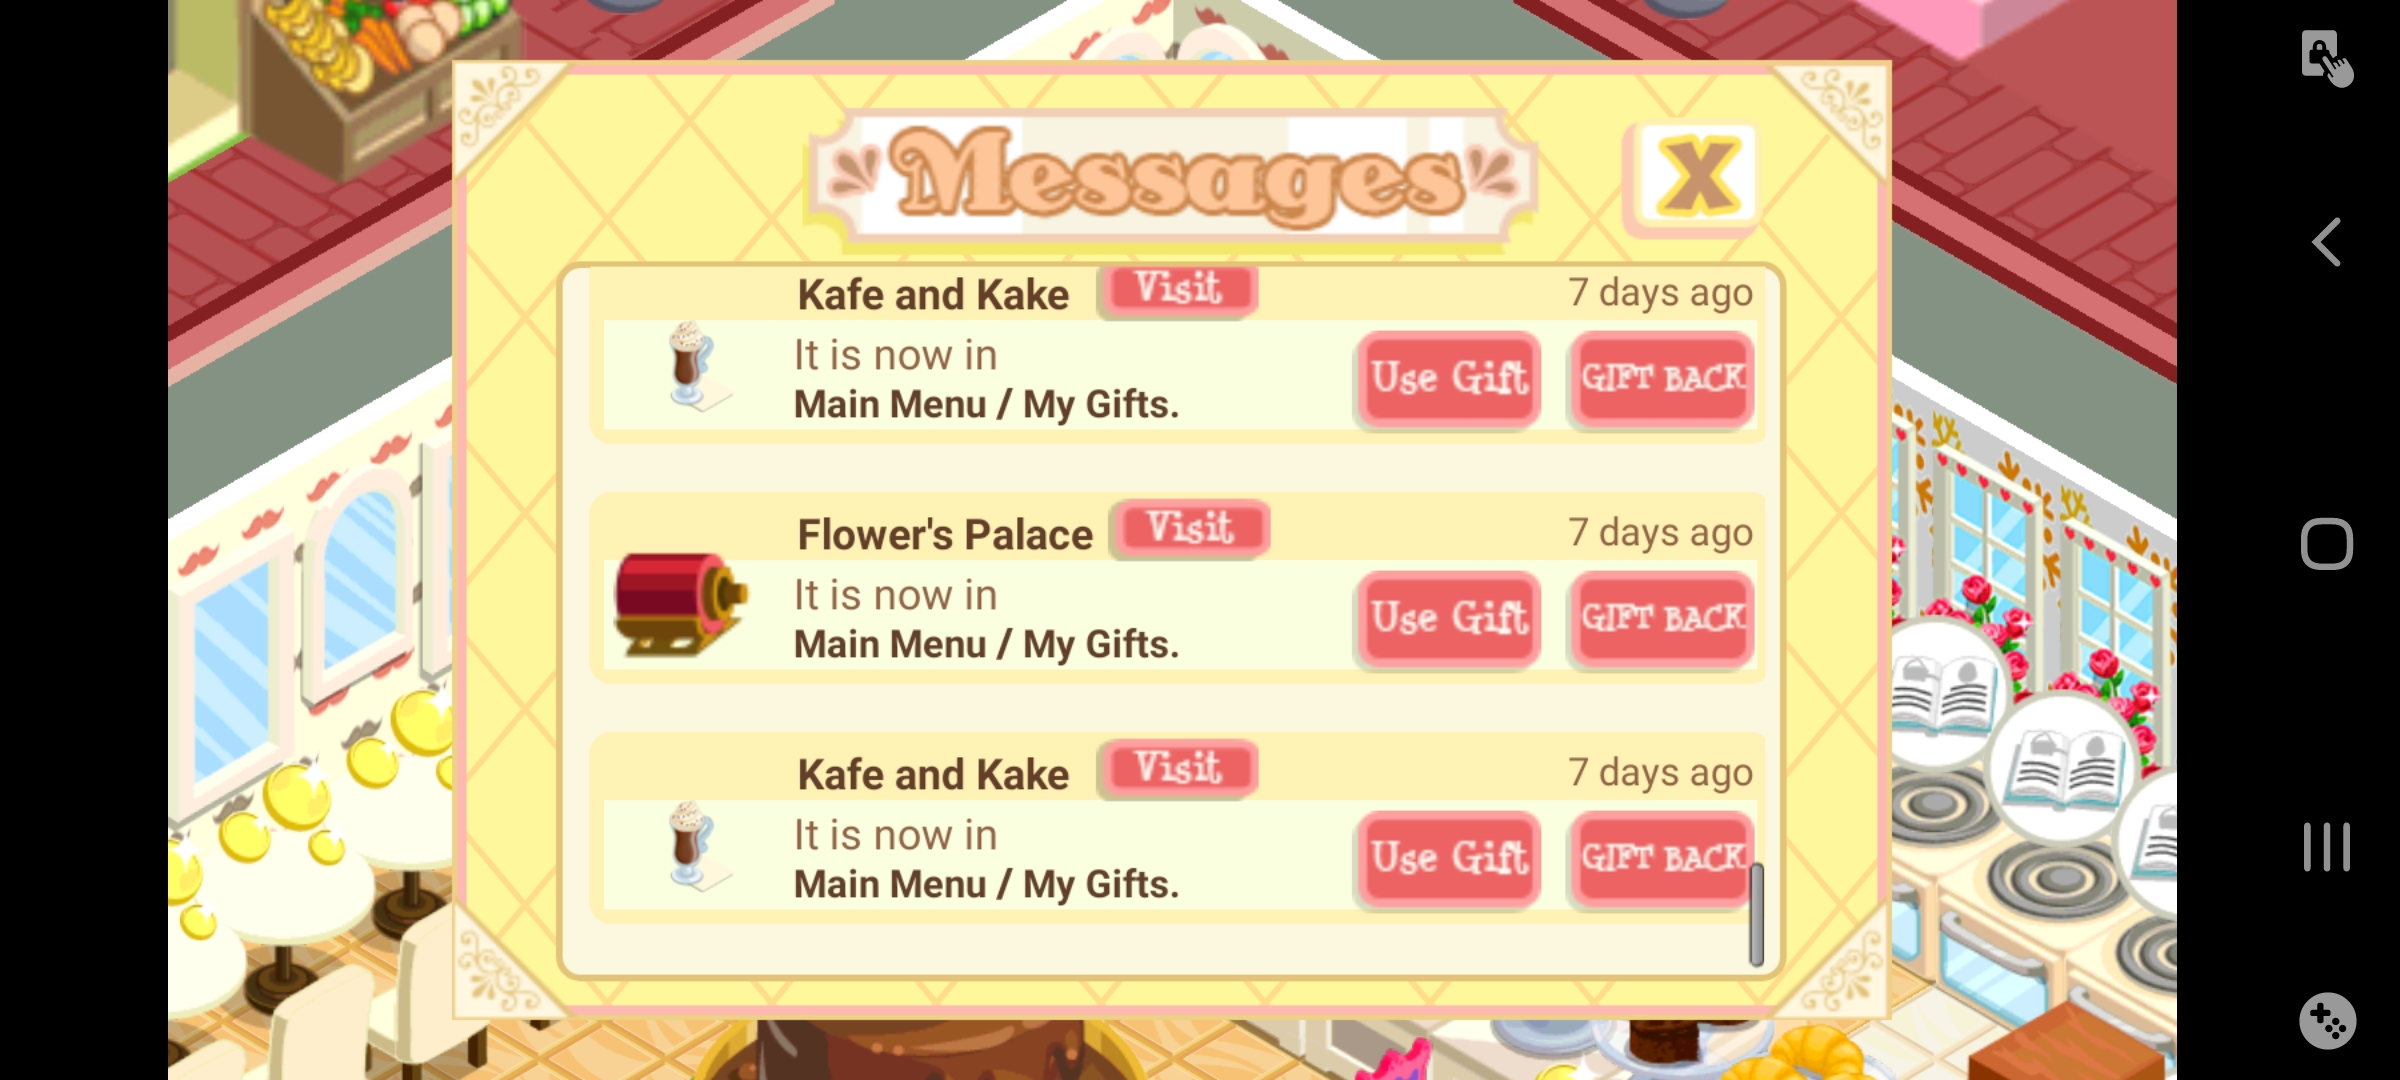 Messages
X
Kafe and Kake Visit 7 days ago
It is now in
Main Menu / My Gifts.
Use Gift GIFT BACK
Flower's Palace Visit 7 days ago
It is now in
Main Menu / My Gifts.
Use Gift GIFT BACK
Kafe and Kake Visit 7 days ago
It is now in
Main Menu / My Gifts.
Use Gift GIFT BACK